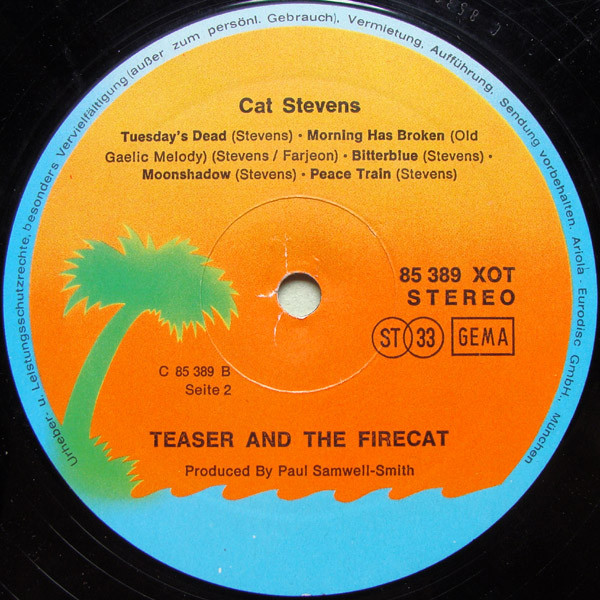 Cat Stevens
Tuesday's Dead (Stevens) • Morning Has Broken (Old
Gaelic Melody) (Stevens / Farjeon) • Bitterblue (Stevens) •
Moonshadow (Stevens) • Peace Train (Stevens)
85 389 XOT
STEREO
ST 33 GEMA
C 85 389 B
Seite 2
TEASER AND THE FIRECAT
Produced By Paul Samwell-Smith
Urheber- u. Leistungsschutzrechte, besonders Vervielfältigung (außer zum persönl. Gebrauch), Vermietung, Aufführung, Sendung vorbehalten. Ariola - Eurodisc GmbH., München